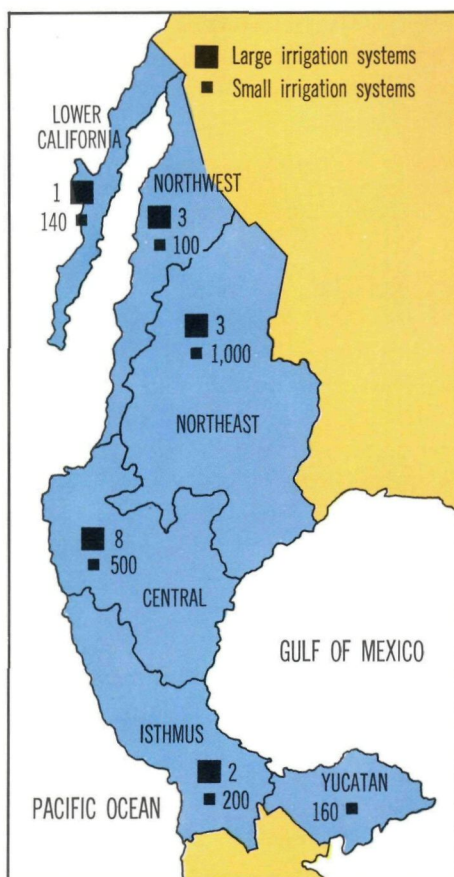 Large irrigation systems
Small irrigation systems
LOWER
CALIFORNIA
1
140
NORTHWEST
3
100
3
1,000
NORTHEAST
8
500
CENTRAL
GULF OF MEXICO
ISTHMUS
2
200
PACIFIC OCEAN
YUCATAN
160